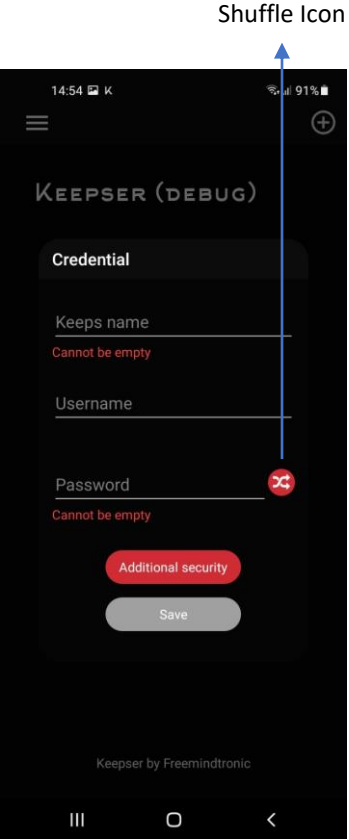 Shuffle Icon
14:54 K 91%
KEEPSER (DEBUG)
Credential
Keeps name
Cannot be empty
Username
Password
Cannot be empty
Additional security
Save
Keepser by Freemindtronic